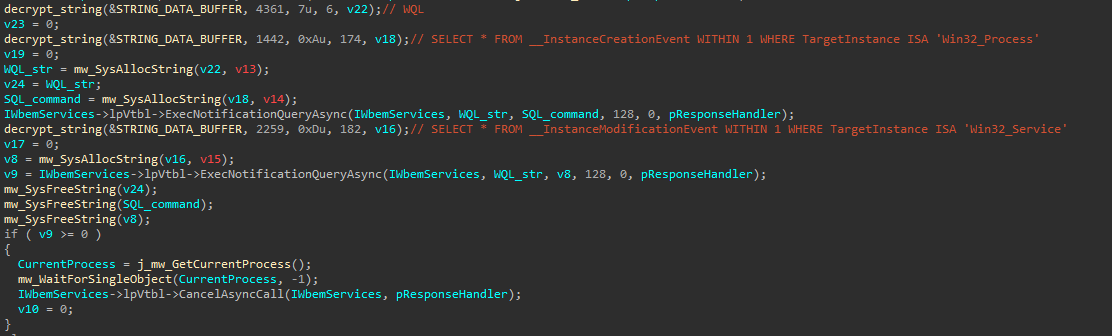 decrypt_string(&STRING_DATA_BUFFER, 4361, 7u, 6, v22);// WQL
v23 = 0;
decrypt_string(&STRING_DATA_BUFFER, 1442, 0xAu, 174, v18);// SELECT * FROM __InstanceCreationEvent WITHIN 1 WHERE TargetInstance ISA 'Win32_Process'
v19 = 0;
WQL_str = mw_SysAllocString(v22, v13);
v24 = WQL_str;
SQL_command = mw_SysAllocString(v18, v14);
IWbemServices->lpVtbl->ExecNotificationQueryAsync(IWbemServices, WQL_str, SQL_command, 128, 0, pResponseHandler);
decrypt_string(&STRING_DATA_BUFFER, 2259, 0xDu, 182, v16);// SELECT * FROM __InstanceModificationEvent WITHIN 1 WHERE TargetInstance ISA 'Win32_Service'
v17 = 0;
v8 = mw_SysAllocString(v16, v15);
v9 = IWbemServices->lpVtbl->ExecNotificationQueryAsync(IWbemServices, WQL_str, v8, 128, 0, pResponseHandler);
mw_SysFreeString(v24);
mw_SysFreeString(SQL_command);
mw_SysFreeString(v8);
if ( v9 >= 0 )
{
CurrentProcess = j_mw_GetCurrentProcess();
mw_WaitForSingleObject(CurrentProcess, -1);
IWbemServices->lpVtbl->CancelAsyncCall(IWbemServices, pResponseHandler);
v10 = 0;
}